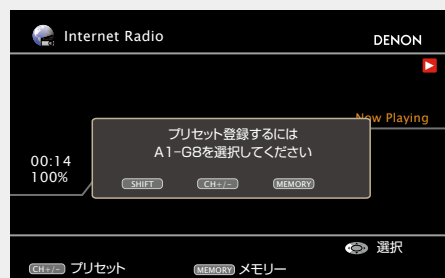 Internet Radio
DENON
Now Playing
プリセット登録するには
A1-G8を選択してください
00:14
100%
SHIFT CH+/- MEMORY
選択
CH+/- プリセット MEMORY メモリー